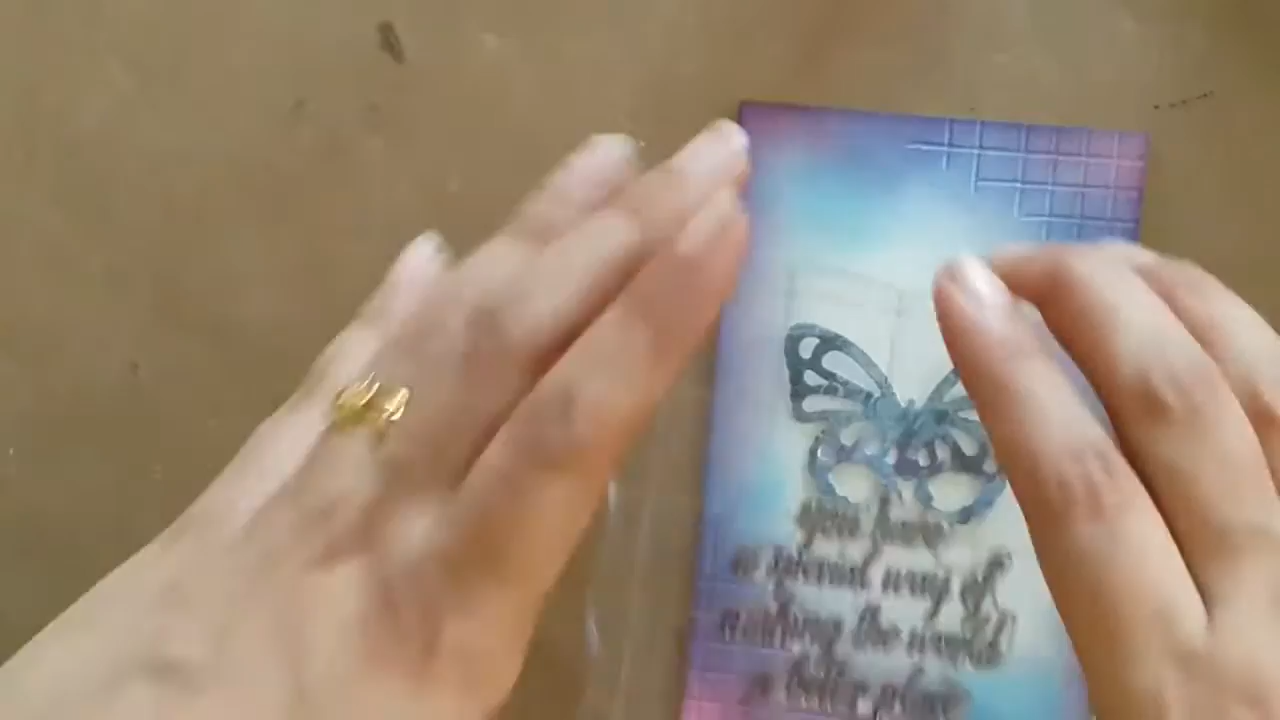 you have
a special way of
making the world
a better place